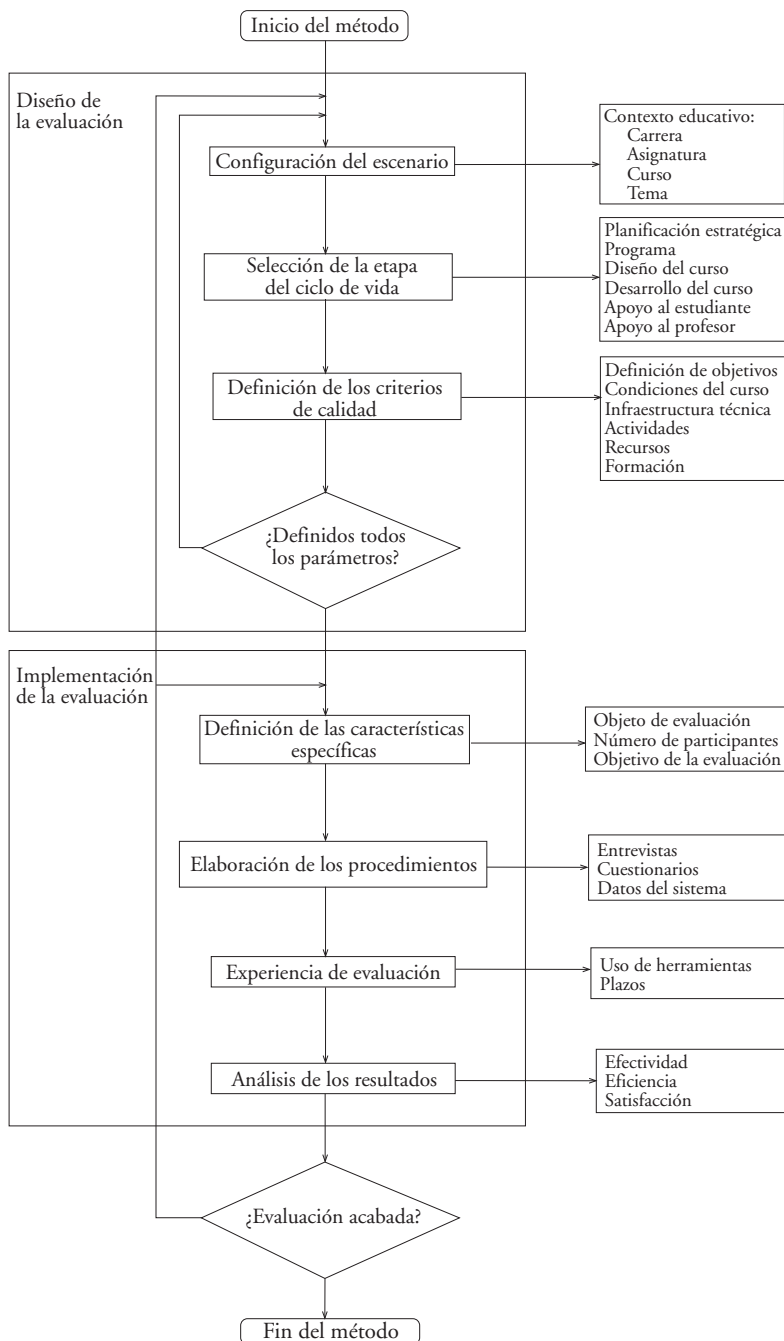 Inicio del método
Diseño de
la evaluación
Configuración del escenario
Contexto educativo:
Carrera
Asignatura
Curso
Tema
Selección de la etapa
del ciclo de vida
Planificación estratégica
Programa
Diseño del curso
Desarrollo del curso
Apoyo al estudiante
Apoyo al profesor
Definición de los criterios
de calidad
Definición de objetivos
Condiciones del curso
Infraestructura técnica
Actividades
Recursos
Formación
¿Definidos todos
los parámetros?
Implementación
de la evaluación
Definición de las características
específicas
Objeto de evaluación
Número de participantes
Objetivo de la evaluación
Elaboración de los procedimientos
Entrevistas
Cuestionarios
Datos del sistema
Experiencia de evaluación
Uso de herramientas
Plazos
Análisis de los resultados
Efectividad
Eficiencia
Satisfacción
¿Evaluación acabada?
Fin del método